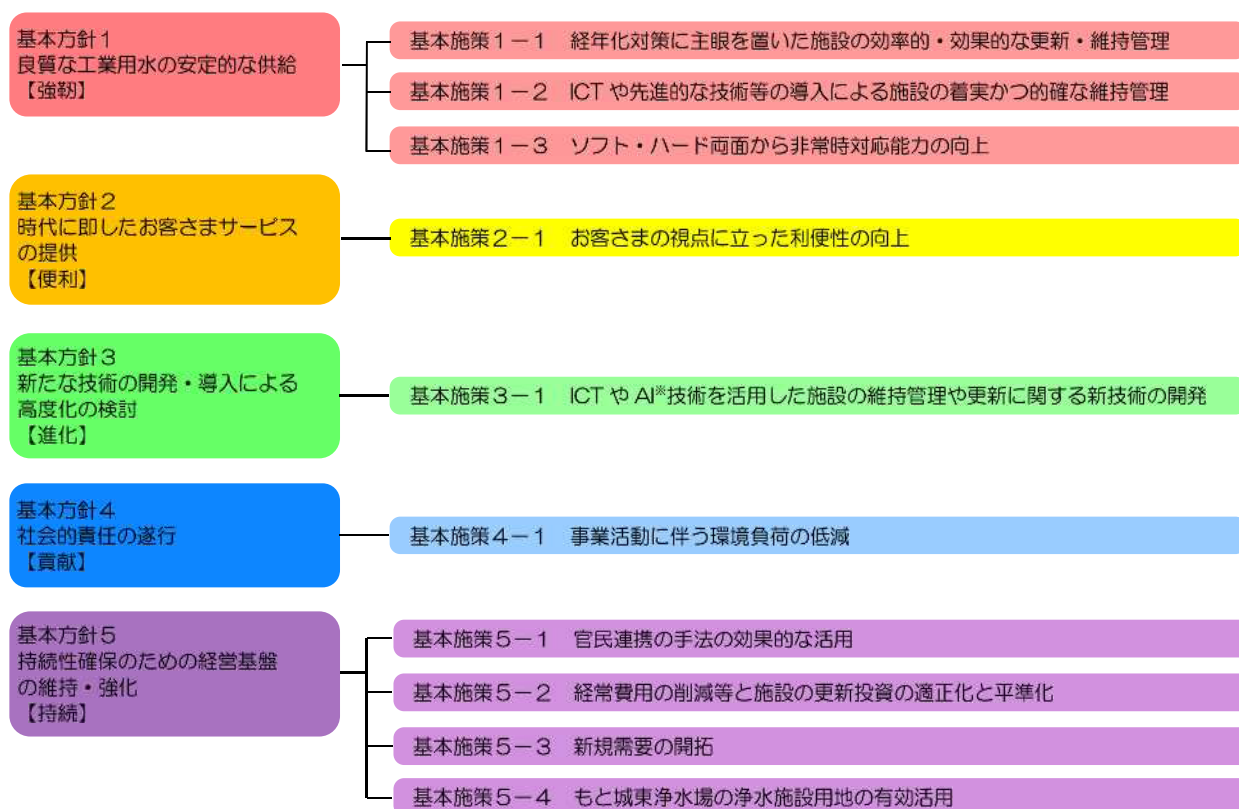 基本方針1
良質な工業用水の安定的な供給
【強靭】
基本施策1-1 経年化対策に主眼を置いた施設の効率的・効果的な更新・維持管理
基本施策1-2 ICTや先進的な技術等の導入による施設の着実かつ的確な維持管理
基本施策1-3 ソフト・ハード両面から非常時対応能力の向上
基本方針2
時代に即したお客さまサービス
の提供
【便利】
基本施策2-1 お客さまの視点に立った利便性の向上
基本方針3
新たな技術の開発・導入による
高度化の検討
【進化】
基本施策3-1 ICTやAI※技術を活用した施設の維持管理や更新に関する新技術の開発
基本方針4
社会的責任の遂行
【貢献】
基本施策4-1 事業活動に伴う環境負荷の低減
基本方針5
持続性確保のための経営基盤
の維持・強化
【持続】
基本施策5-1 官民連携の手法の効果的な活用
基本施策5-2 経常費用の削減等と施設の更新投資の適正化と平準化
基本施策5-3 新規需要の開拓
基本施策5-4 もと城東浄水場の浄水施設用地の有効活用